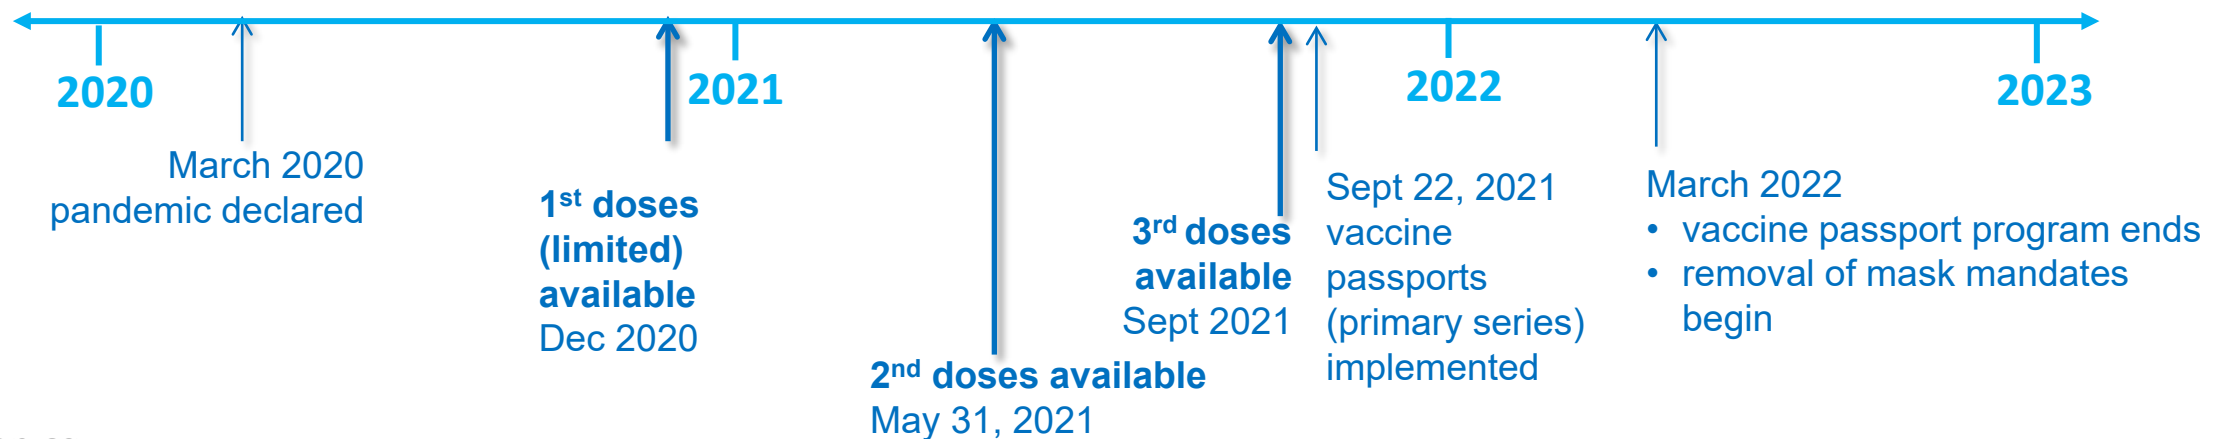 2020
2021
2022
2023
March 2020
pandemic declared
1st doses
(limited)
available
Dec 2020
2nd doses available
May 31, 2021
3rd doses
available
Sept 2021
Sept 22, 2021
vaccine
passports
(primary series)
implemented
March 2022
• vaccine passport program ends
• removal of mask mandates
begin